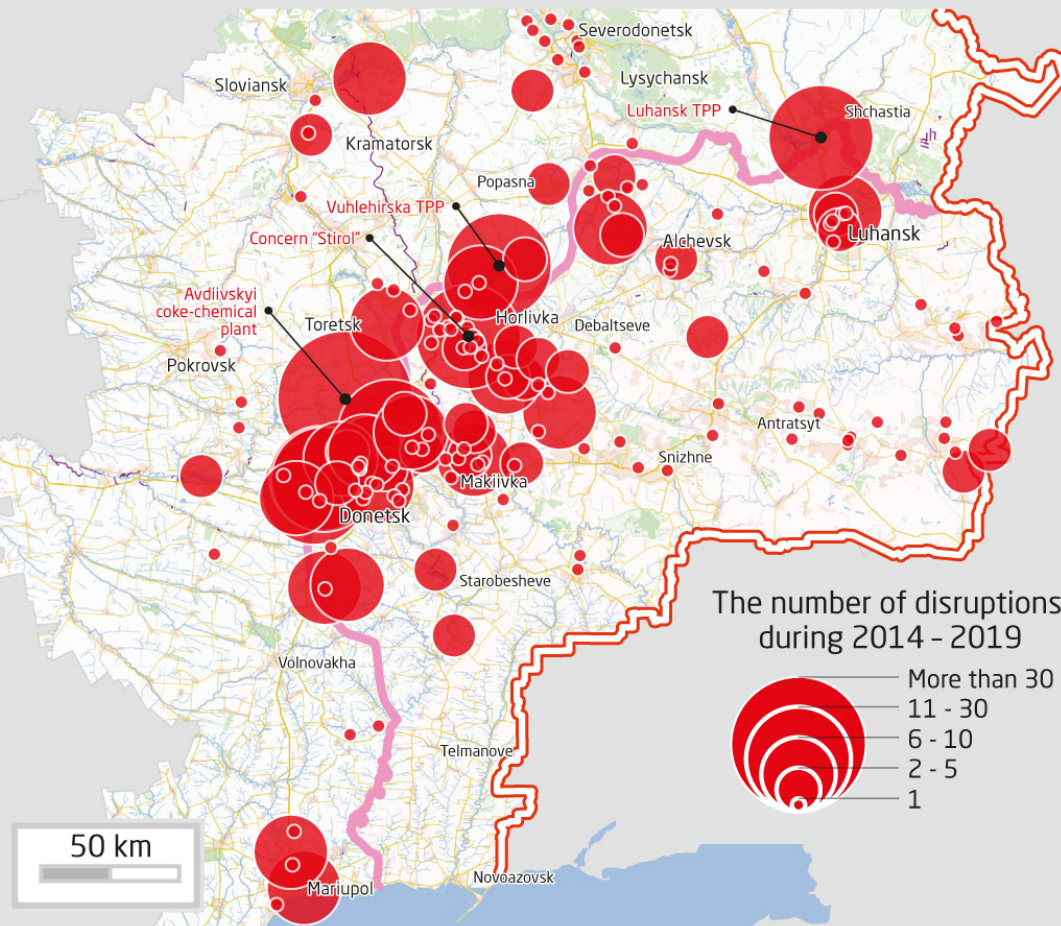 Severodonetsk
Sloviansk
Lysychansk
Luhansk TPP
Shchastia
Kramatorsk
Popasna
Vuhlehirska TPP
Concern "Stirol"
Alchevsk
Luhansk
Avdiivskyi
coke-chemical
plant
Toretsk
Horlivka
Debaltseve
Pokrovsk
Antratsyt
Snizhne
Makiivka
Donetsk
Starobesheve
The number of disruptions
during 2014 – 2019
Volnovakha
More than 30
11 - 30
6 - 10
2 - 5
1
Telmanove
50 km
Mariupol
Novoazovsk